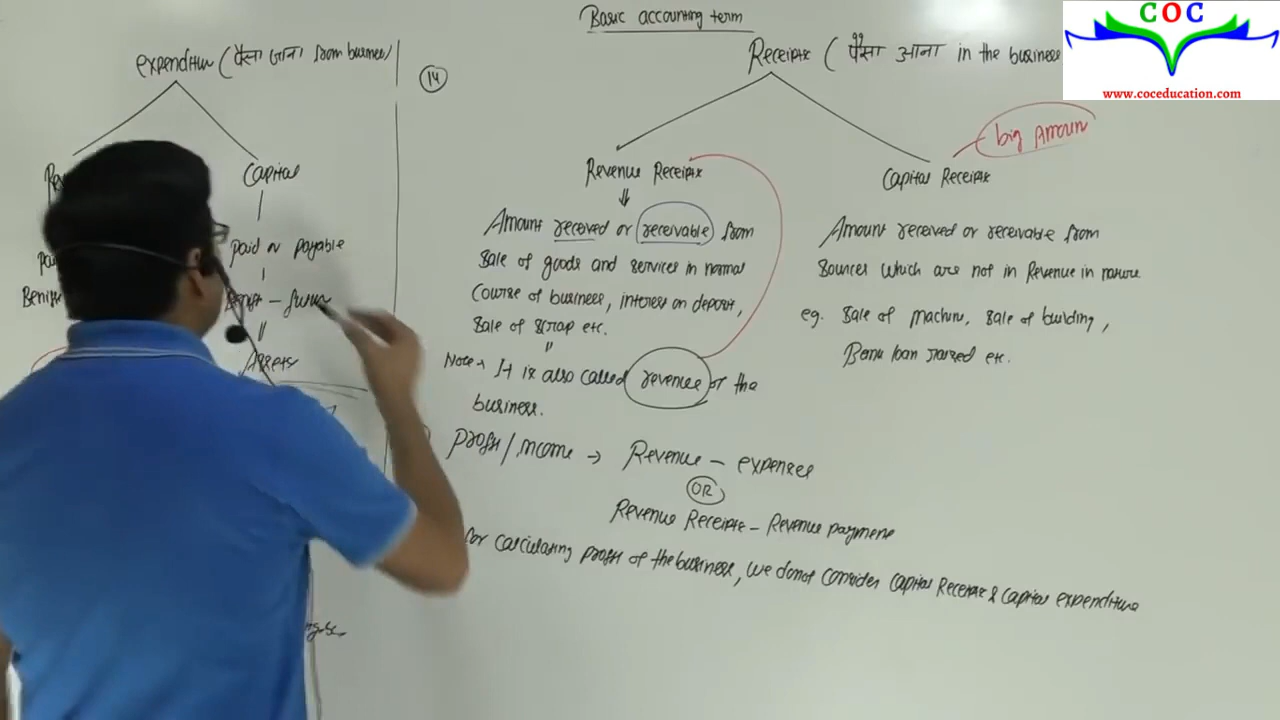 Basic accounting term
COC
www.coceducation.com
expenditure (पैसा जाना from business)
Capital
paid or payable
Assets
14
Receipts ( पैसा आना in the business
big Amoun
Revenue Receipts
Capital Receipts
Amount received or receivable from
Sale of goods and services in normal
Course of business, interest on deposit,
Sale of scrap etc.
Note → It is also called revenue of the
business.
Amount received or receivable from
Sources which are not in Revenue in nature
eg. Sale of machine, Sale of building,
Bank loan raised etc.
Profit/income → Revenue - expenses
OR
Revenue Receipts - Revenue payment
for calculating profit of the business, we donot Consider Capital Receipts & Capital expenditure